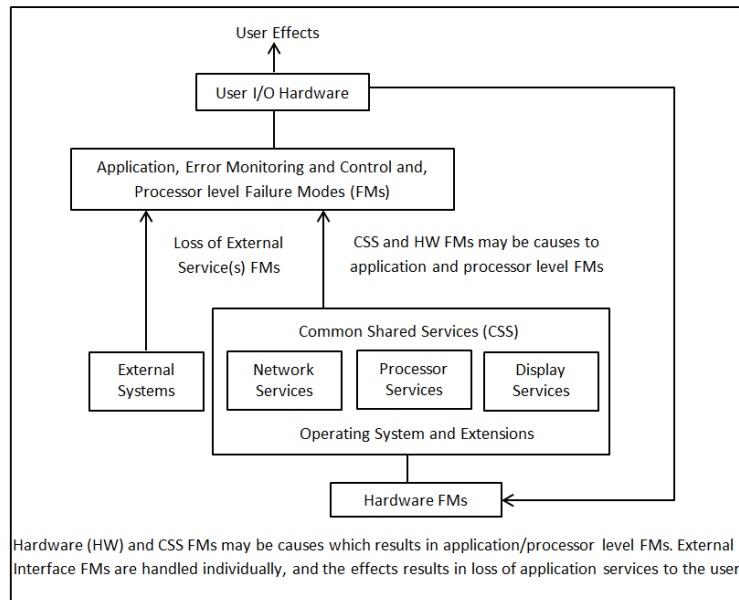 User Effects
User I/O Hardware
Application, Error Monitoring and Control and,
Processor level Failure Modes (FMs)
Loss of External
Service(s) FMs
CSS and HW FMs may be causes to
application and processor level FMs
Common Shared Services (CSS)
External
Systems
Network
Services
Processor
Services
Display
Services
Operating System and Extensions
Hardware FMs
Hardware (HW) and CSS FMs may be causes which results in application/processor level FMs. External
Interface FMs are handled individually, and the effects results in loss of application services to the user